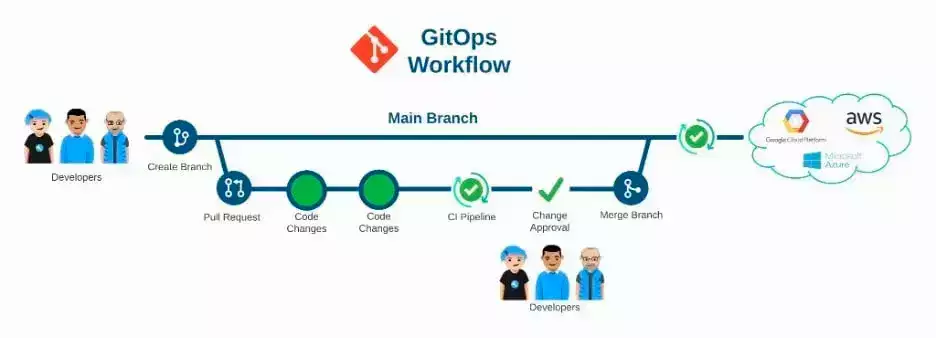 GitOps
Workflow
Main Branch
Developers
Create Branch
Pull Request
Code
Changes
Code
Changes
CI Pipeline
Change
Approval
Merge Branch
Developers
Google Cloud Platform
aws
Microsoft
Azure